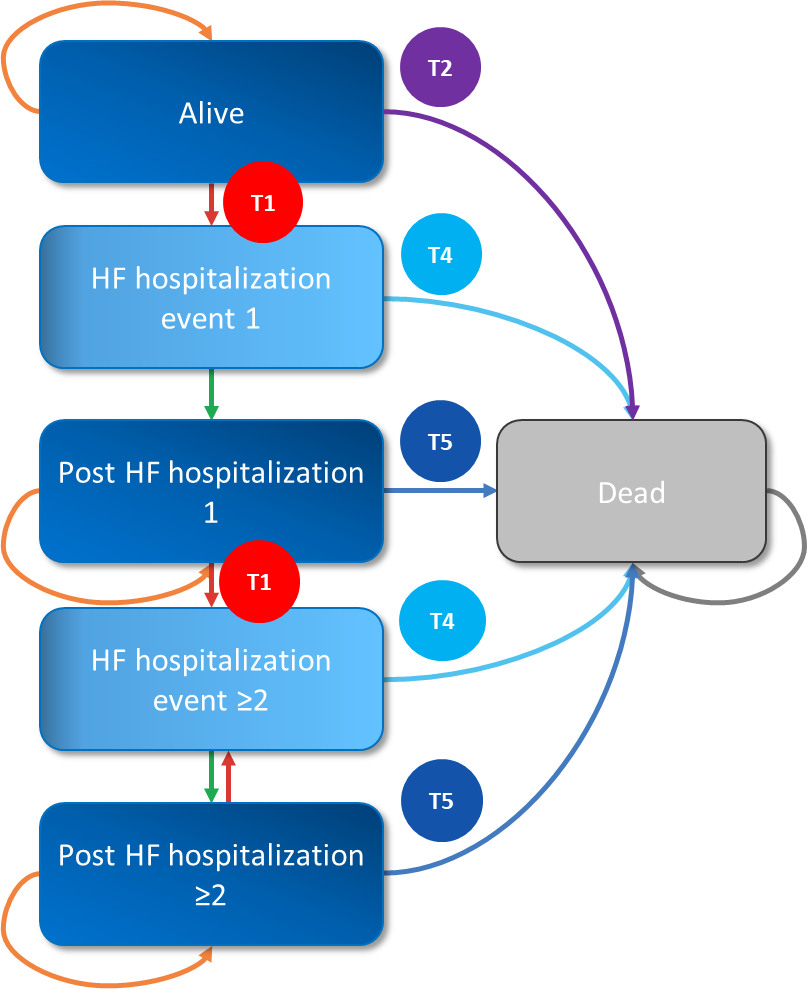 T2
Alive
T1
T4
HF hospitalization
event 1
T5
Post HF hospitalization
1
Dead
T1
T4
HF hospitalization
event ≥2
T5
Post HF hospitalization
≥2